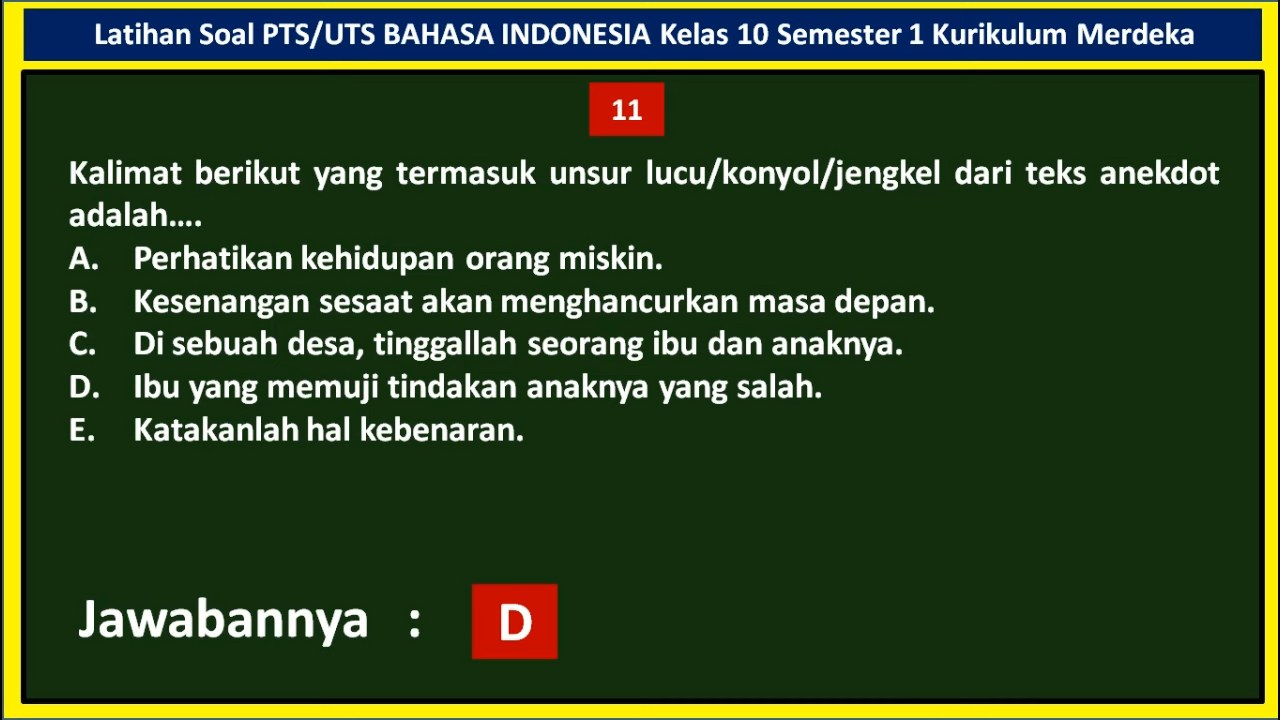 Latihan Soal PTS/UTS BAHASA INDONESIA Kelas 10 Semester 1 Kurikulum Merdeka
11
Kalimat berikut yang termasuk unsur lucu/konyol/jengkel dari teks anekdot
adalah....
A. Perhatikan kehidupan orang miskin.
B. Kesenangan sesaat akan menghancurkan masa depan.
C. Di sebuah desa, tinggallah seorang ibu dan anaknya.
D. Ibu yang memuji tindakan anaknya yang salah.
E. Katakanlah hal kebenaran.
Jawabannya : D